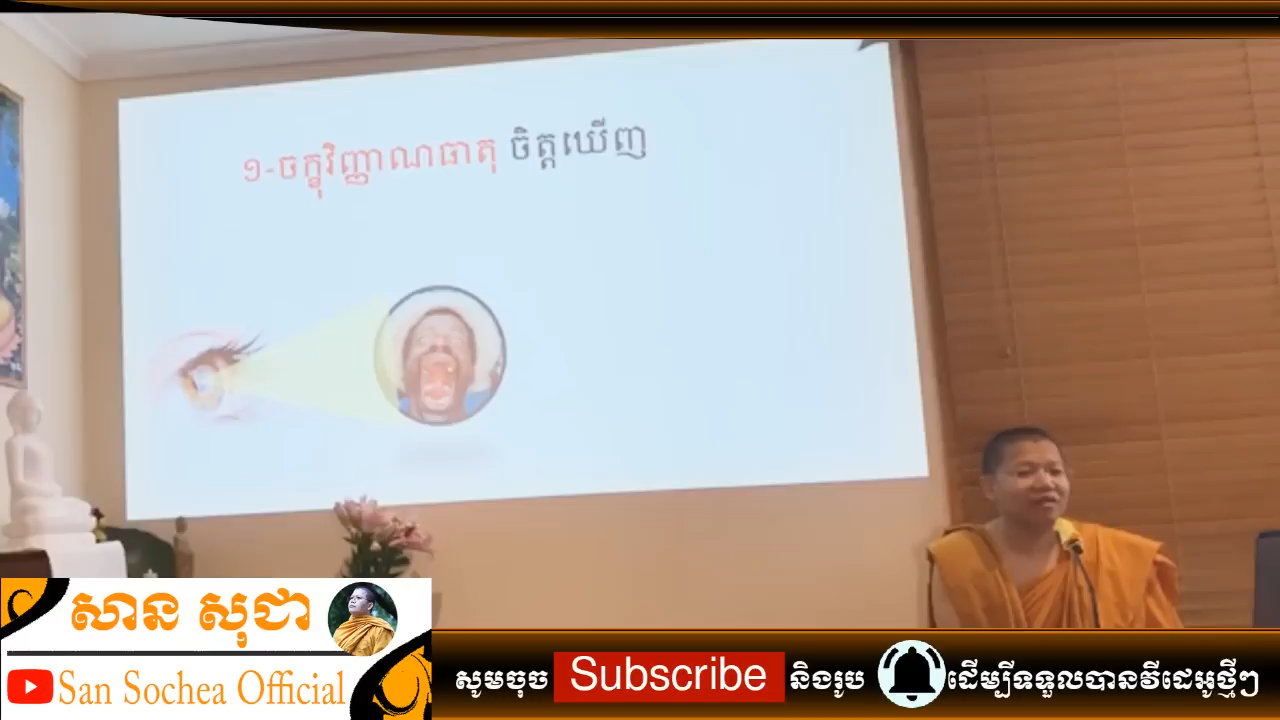 ១-ចក្ខុវិញ្ញាណធាតុ ចិត្តឃើញ
សាន សុជា
San Sochea Official
សូមចុច Subscribe និងរូប ដើម្បីទទួលបានវីដេអូថ្មីៗ